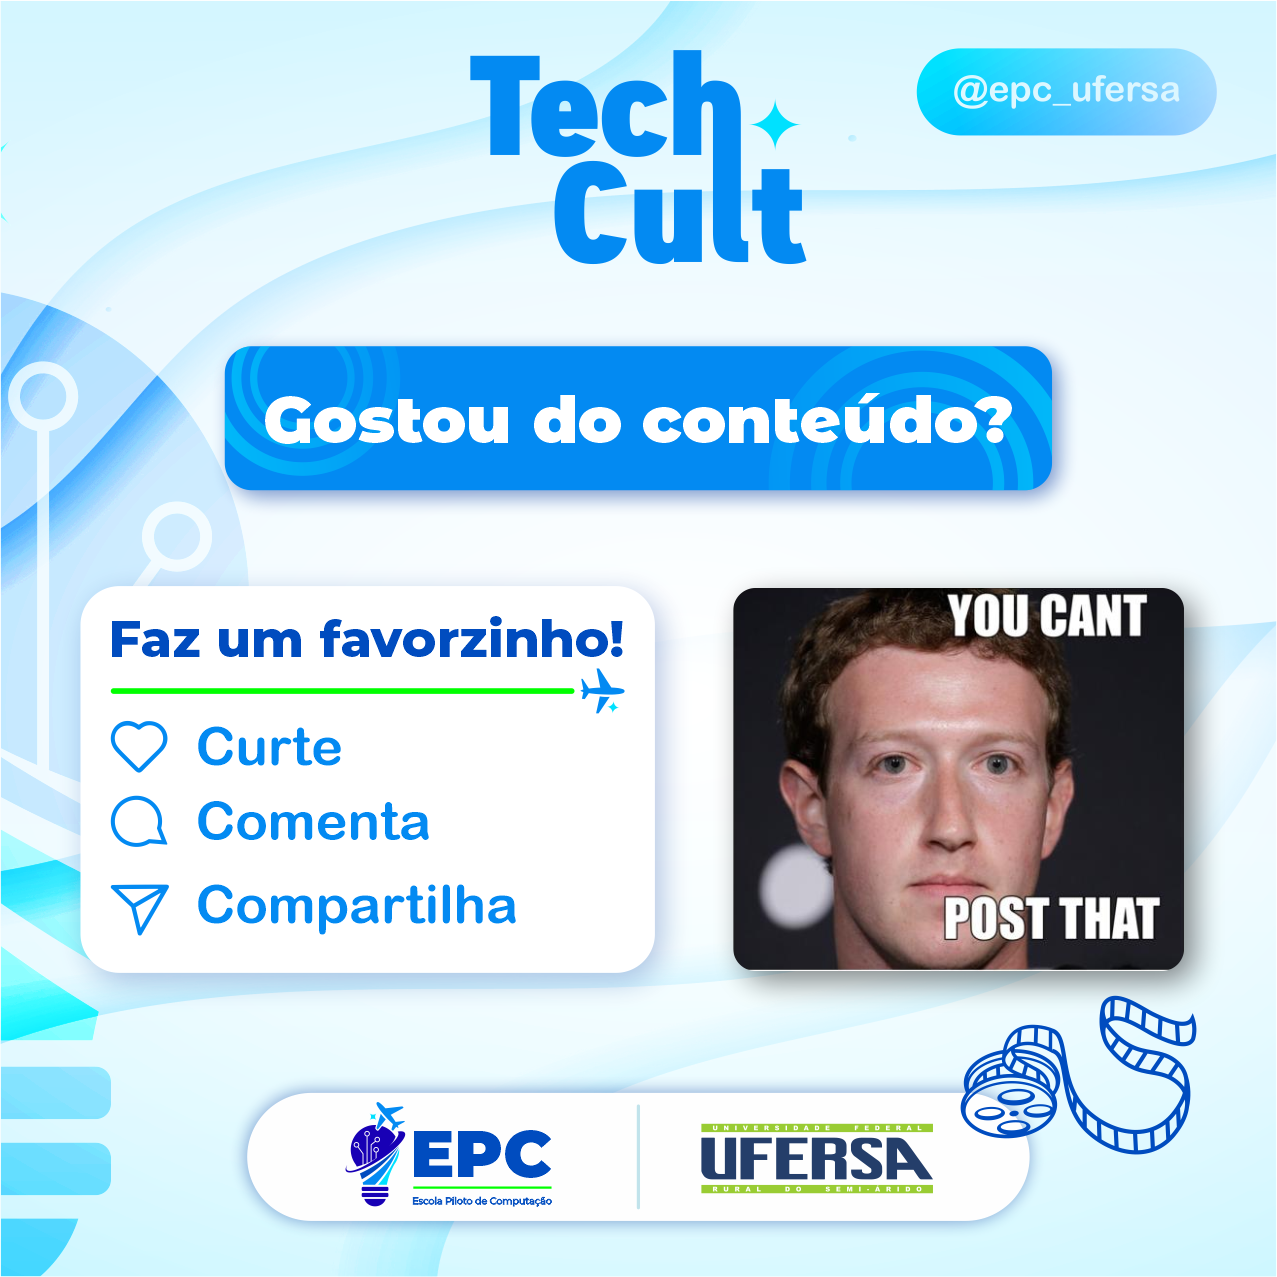 Tech
Cult
@epc_ufersa
Gostou do conteúdo?
Faz um favorzinho!
Curte
Comenta
Compartilha
YOU CANT
POST THAT
EPC
Escola Piloto de Computação
UNIVERSIDADE FEDERAL
UFERSA
RURAL DO SEMI-ÁRIDO